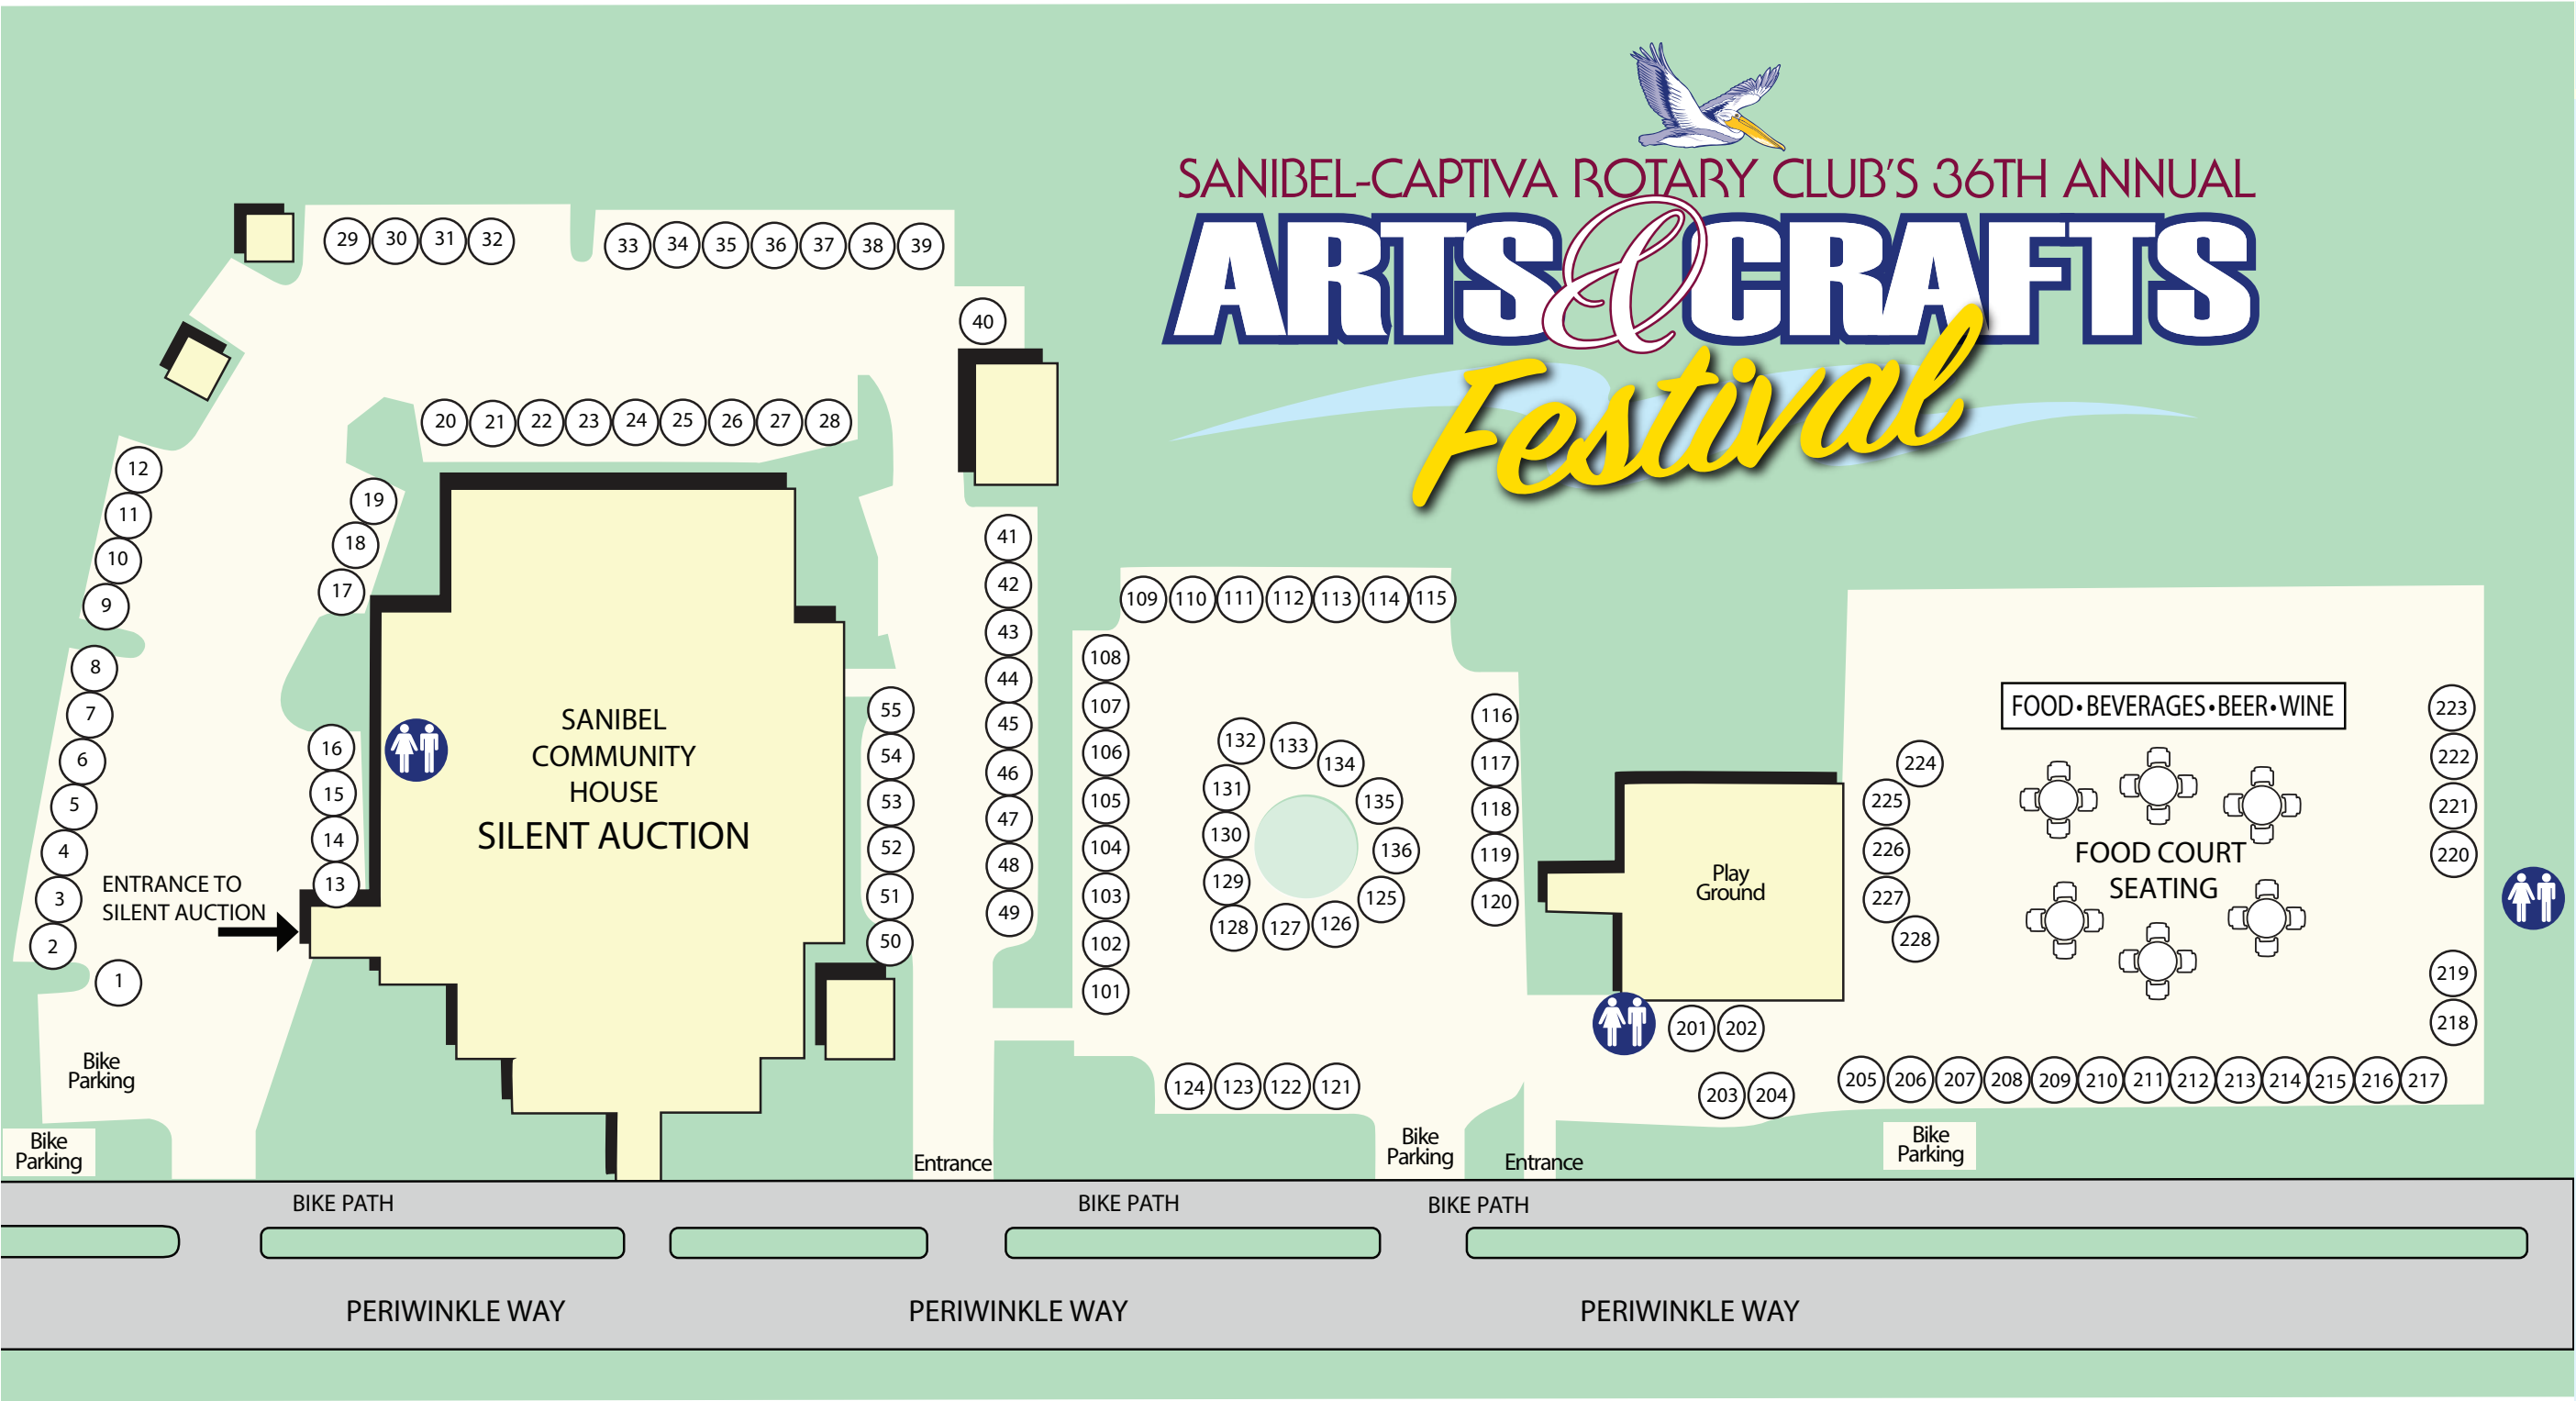 SANIBEL-CAPTIVA ROTARY CLUB'S 36TH ANNUAL
ARTS & CRAFTS
Festival
29 30 31 32
33 34 35 36 37 38 39
40
20 21 22 23 24 25 26 27 28
12
11
10
9
8
7
6
5
4
3
2
1
19
18
17
16
15
14
13
ENTRANCE TO
SILENT AUCTION
SANIBEL
COMMUNITY
HOUSE
SILENT AUCTION
55
54
53
52
51
50
41
42
43
44
45
46
47
48
49
109 110 111 112 113 114 115
108
107
106
105
104
103
102
101
132 133
134
131
135
130
136
129
125
128 127 126
116
117
118
119
120
124 123 122 121
Play
Ground
201 202
203 204
FOOD•BEVERAGES•BEER•WINE
224
225
226
227
228
FOOD COURT
SEATING
223
222
221
220
219
218
205 206 207 208 209 210 211 212 213 214 215 216 217
Bike
Parking
Bike
Parking
Entrance
Bike
Parking
Entrance
Bike
Parking
BIKE PATH
BIKE PATH
BIKE PATH
PERIWINKLE WAY
PERIWINKLE WAY
PERIWINKLE WAY